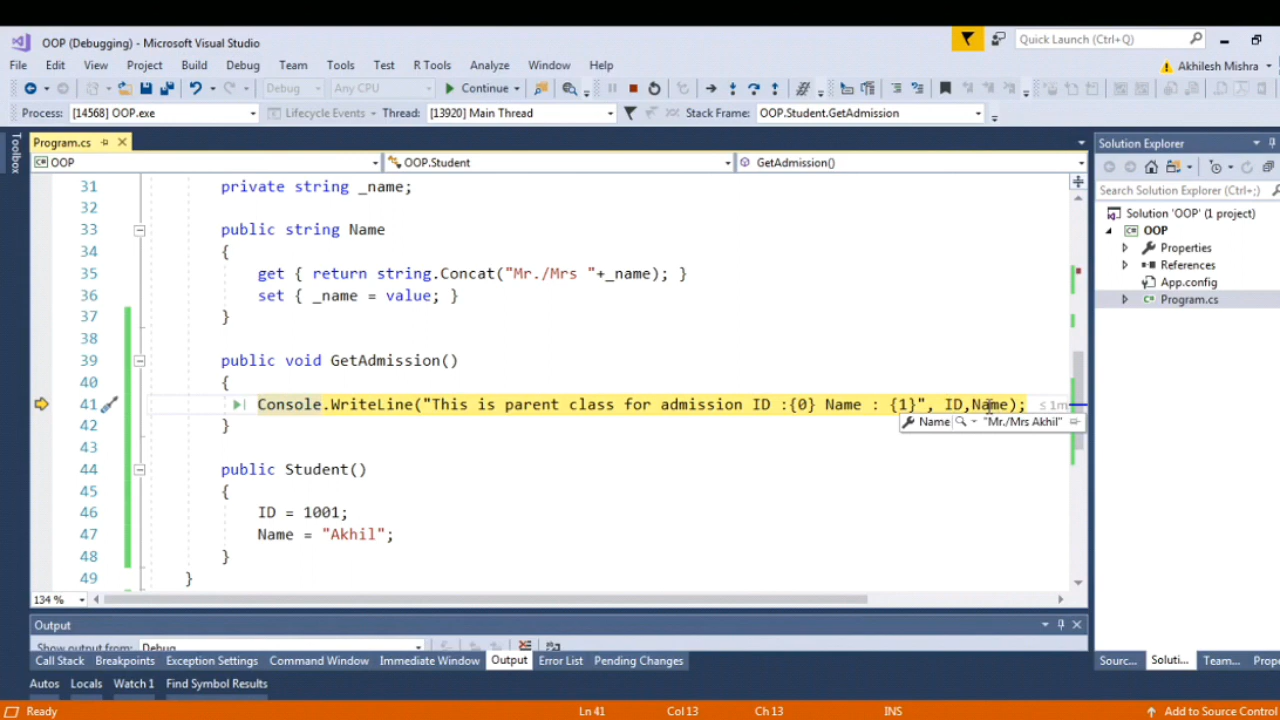 OOP (Debugging) - Microsoft Visual Studio
Quick Launch (Ctrl+Q)
File Edit View Project Build Debug Team Tools Test R Tools Analyze Window Help
Akhilesh Mishra
Debug Any CPU Continue
Process: [14568] OOP.exe Lifecycle Events Thread: [13920] Main Thread Stack Frame: OOP.Student.GetAdmission
Toolbox
Program.cs
OOP OOP.Student GetAdmission()
31 private string _name;
32
33 public string Name
34 {
35 get { return string.Concat("Mr./Mrs "+_name); }
36 set { _name = value; }
37 }
38
39 public void GetAdmission()
40 {
41 Console.WriteLine("This is parent class for admission ID :{0} Name : {1}", ID,Name); ≤ 1m
Name "Mr./Mrs Akhil"
42 }
43
44 public Student()
45 {
46 ID = 1001;
47 Name = "Akhil";
48 }
49 }
134 %
Solution Explorer
Search Solution Explorer (Ctrl+;)
Solution 'OOP' (1 project)
OOP
Properties
References
App.config
Program.cs
Output
Show output from: Debug
Call Stack Breakpoints Exception Settings Command Window Immediate Window Output Error List Pending Changes
Sourc... Soluti... Team... Prope
Autos Locals Watch 1 Find Symbol Results
Ready Ln 41 Col 13 Ch 13 INS Add to Source Control